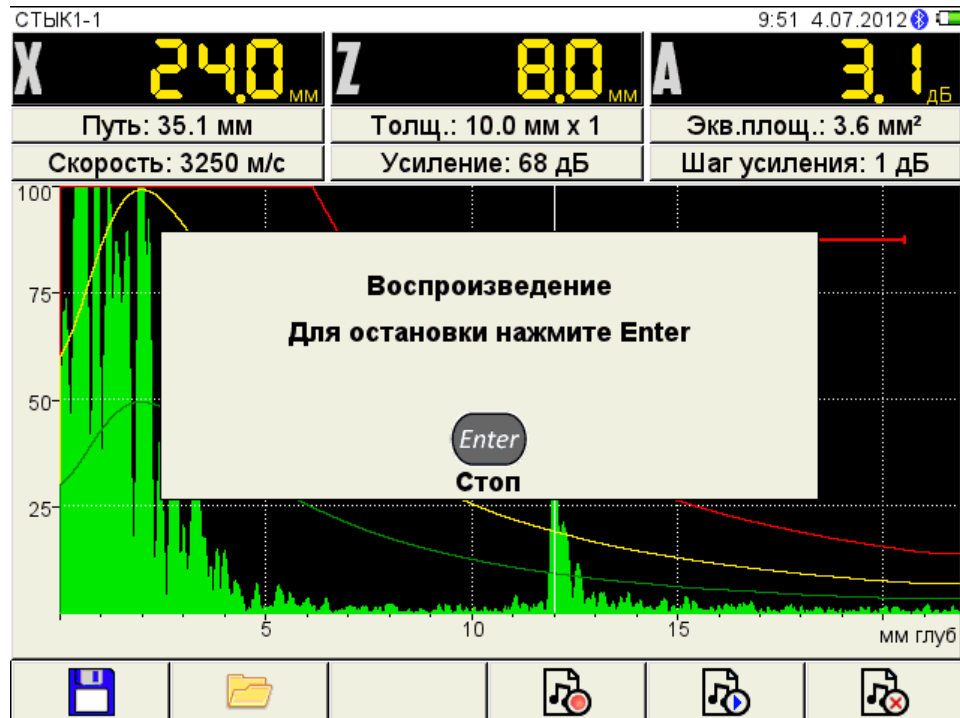 СТЫК1-1
9:51 4.07.2012
X 24.0 мм
Z 8.0 мм
A 3.1 дБ
Путь: 35.1 мм
Толщ.: 10.0 мм x 1
Экв.площ.: 3.6 мм²
Скорость: 3250 м/с
Усиление: 68 дБ
Шаг усиления: 1 дБ
100
75
50
25
Воспроизведение
Для остановки нажмите Enter
Enter
Стоп
5
10
15
мм глуб